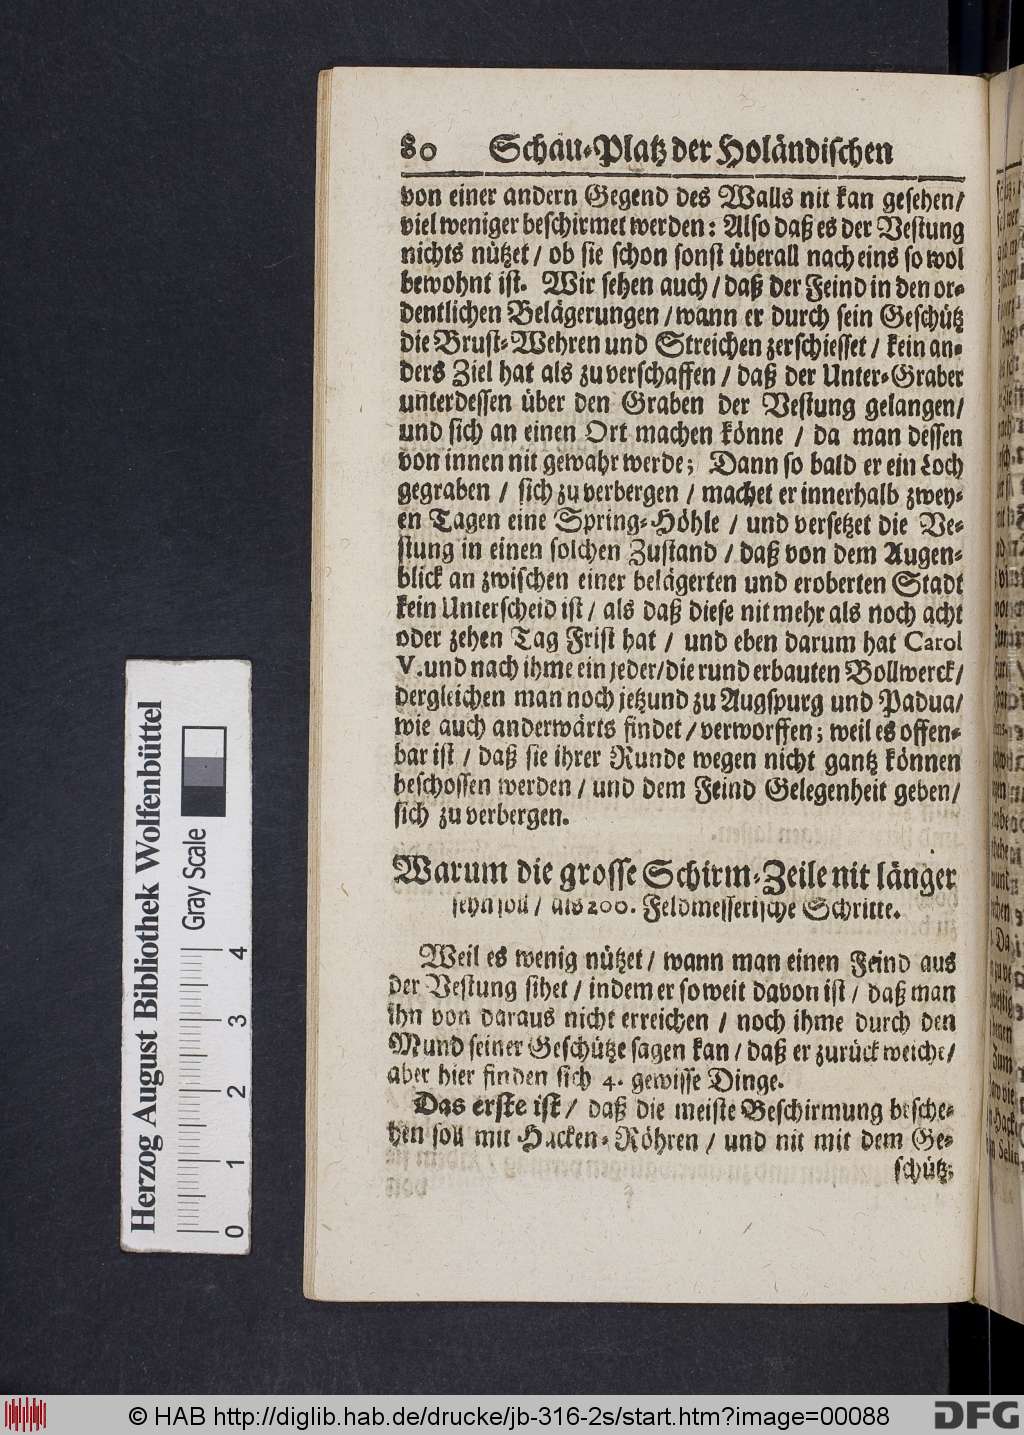 80 Schau-Platz der Holändischen
von einer andern Gegend des Walls nit kan gesehen/
viel weniger beschirmet werden: Also daß es der Vestung
nichts nützet / ob sie schon sonst überall nach eins so wol
bewohnt ist. Wir sehen auch / daß der Feind in den or-
dentlichen Belägerungen / wann er durch sein Geschütz
die Brust-Wehren und Streichen zerschiesset / kein an-
ders Ziel hat als zu verschaffen / daß der Unter-Graber
unterdessen über den Graben der Vestung gelangen/
und sich an einen Ort machen könne / da man dessen
von innen nit gewahr werde; Dann so bald er ein Loch
gegraben / sich zu verbergen / machet er innerhalb zwey-
en Tagen eine Spring-Höhle / und versetzet die Ve-
stung in einen solchen Zustand / daß von dem Augen-
blick an zwischen einer belägerten und eroberten Stadt
kein Unterscheid ist / als daß diese nit mehr als noch acht
oder zehen Tag Frist hat / und eben darum hat Carol
V. und nach ihme ein jeder/die rund erbauten Bollwerck/
dergleichen man noch jetzund zu Augspurg und Padua/
wie auch anderwärts findet / verworffen; weil es offen-
bar ist / daß sie ihrer Runde wegen nicht gantz können
beschossen werden / und dem Feind Gelegenheit geben/
sich zu verbergen.
Warum die grosse Schirm-Zeile nit länger
sehn soll / als 200. Feldmesserische Schritte.
Weil es wenig nützet / wann man einen Feind aus
der Vestung sihet / indem er so weit davon ist / daß man
ihn von daraus nicht erreichen / noch ihme durch den
Mund seiner Geschütze sagen kan / daß er zurück weiche/
aber hier finden sich 4. gewisse Dinge.
Das erste ist / daß die meiste Beschirmung besche-
hen soll mit Hacken-Röhren / und nit mit dem Ge-
schütz;
Herzog August Bibliothek Wolfenbüttel
Gray Scale
0 1 2 3 4
© HAB http://diglib.hab.de/drucke/jb-316-2s/start.htm?image=00088
DFG